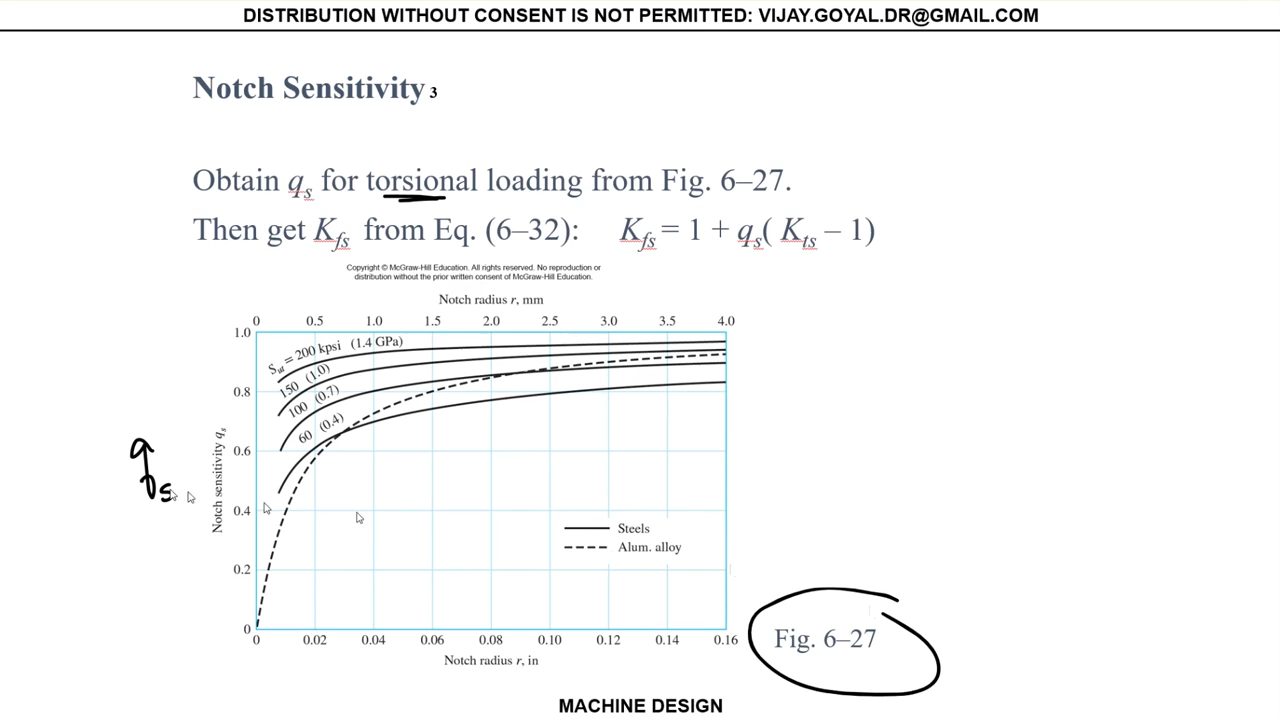 DISTRIBUTION WITHOUT CONSENT IS NOT PERMITTED: VIJAY.GOYAL.DR@GMAIL.COM
Notch Sensitivity 3
Obtain qs for torsional loading from Fig. 6–27.
Then get Kfs from Eq. (6–32): Kfs = 1 + qs( Kts – 1)
Copyright © McGraw-Hill Education. All rights reserved. No reproduction or
distribution without the prior written consent of McGraw-Hill Education.
Notch radius r, mm
0 0.5 1.0 1.5 2.0 2.5 3.0 3.5 4.0
1.0
Sut = 200 kpsi (1.4 GPa)
150 (1.0)
0.8
100 (0.7)
60 (0.4)
0.6
qs
Notch sensitivity qs
0.4
Steels
Alum. alloy
0.2
0
0 0.02 0.04 0.06 0.08 0.10 0.12 0.14 0.16
Notch radius r, in
Fig. 6–27
MACHINE DESIGN